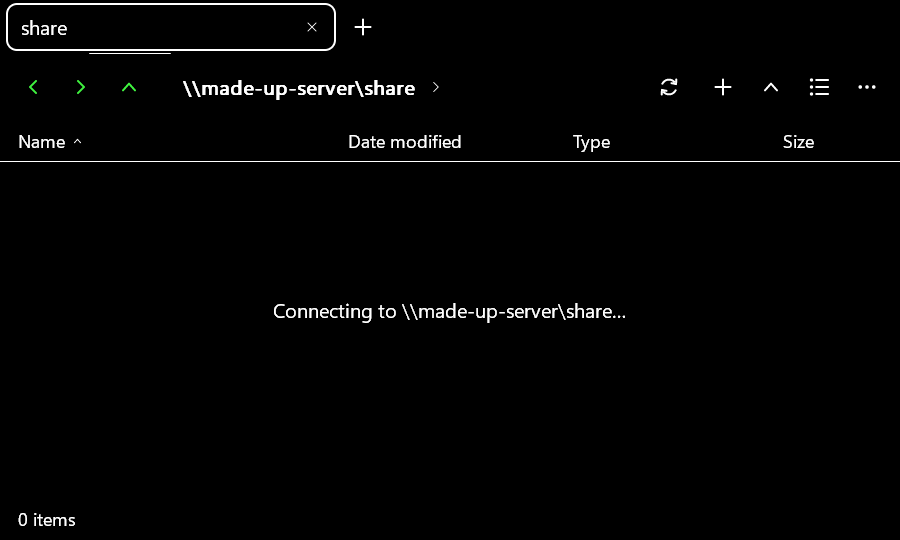 share
\\made-up-server\share
Name Date modified Type Size
Connecting to \\made-up-server\share...
0 items